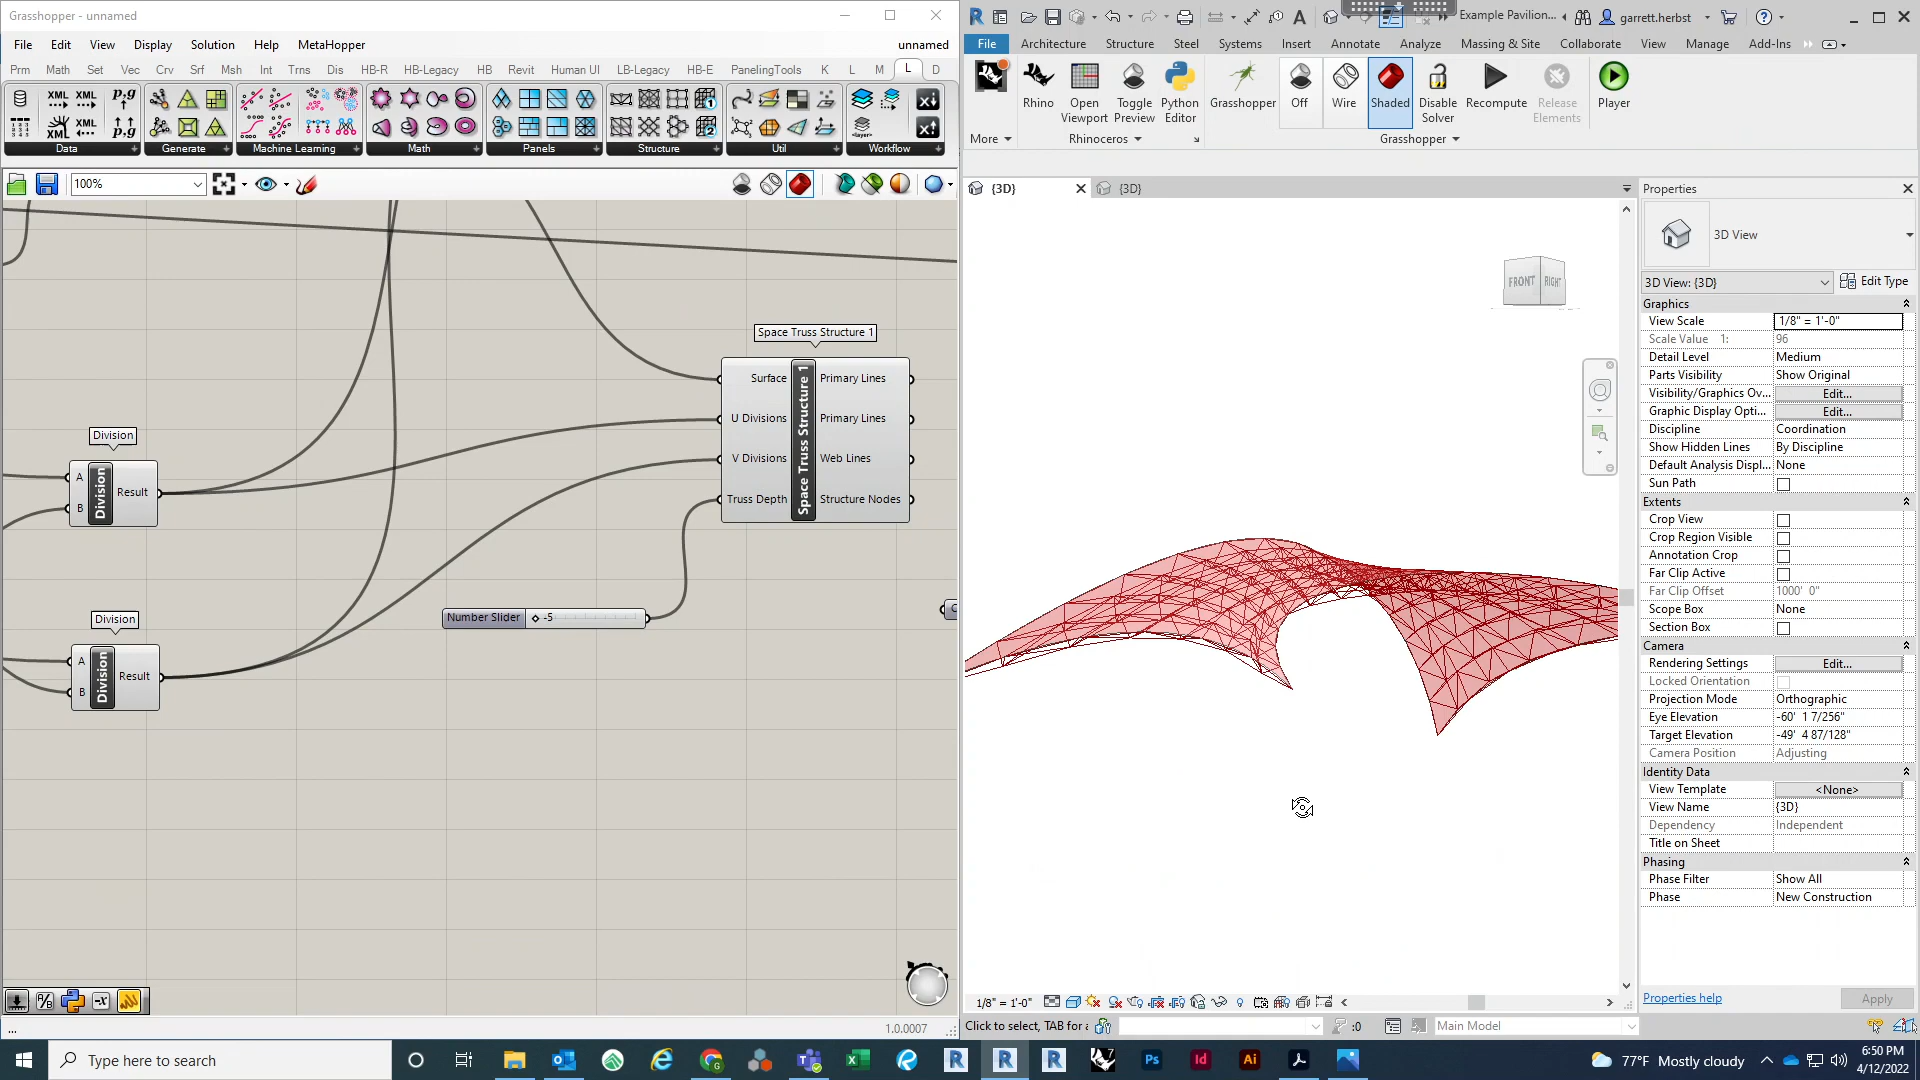 Grasshopper - unnamed
File Edit View Display Solution Help MetaHopper unnamed
Prm Math Set Vec Crv Srf Msh Int Trns Dis HB-R HB-Legacy HB Revit Human UI LB-Legacy HB-E PanelingTools K L M L D
Data Generate Machine Learning Math Panels Structure Util Workflow
100%
Space Truss Structure 1
Surface
U Divisions
V Divisions
Truss Depth
Space Truss Structure 1
Primary Lines
Primary Lines
Web Lines
Structure Nodes
Division
A
B
Division
Result
Number Slider -5
Division
A
B
Division
Result
...
1.0.0007
Example Pavilion... garrett.herbst
File Architecture Structure Steel Systems Insert Annotate Analyze Massing & Site Collaborate View Manage Add-Ins
More
Rhino
Open Viewport
Toggle Preview
Python Editor
Rhinoceros
Grasshopper
Off
Wire
Shaded
Disable Solver
Recompute
Release Elements
Player
Grasshopper
{3D}
{3D}
FRONT RIGHT
Properties
3D View
3D View: {3D} Edit Type
Graphics
View Scale 1/8" = 1'-0"
Scale Value 1: 96
Detail Level Medium
Parts Visibility Show Original
Visibility/Graphics Ov... Edit...
Graphic Display Opti... Edit...
Discipline Coordination
Show Hidden Lines By Discipline
Default Analysis Displ... None
Sun Path
Extents
Crop View
Crop Region Visible
Annotation Crop
Far Clip Active
Far Clip Offset 1000' 0"
Scope Box None
Section Box
Camera
Rendering Settings Edit...
Locked Orientation
Projection Mode Orthographic
Eye Elevation -60' 1 7/256"
Target Elevation -49' 4 87/128"
Camera Position Adjusting
Identity Data
View Template <None>
View Name {3D}
Dependency Independent
Title on Sheet
Phasing
Phase Filter Show All
Phase New Construction
Properties help Apply
1/8" = 1'-0"
Click to select, TAB for a :0 Main Model
Type here to search
77°F Mostly cloudy
6:50 PM
4/12/2022